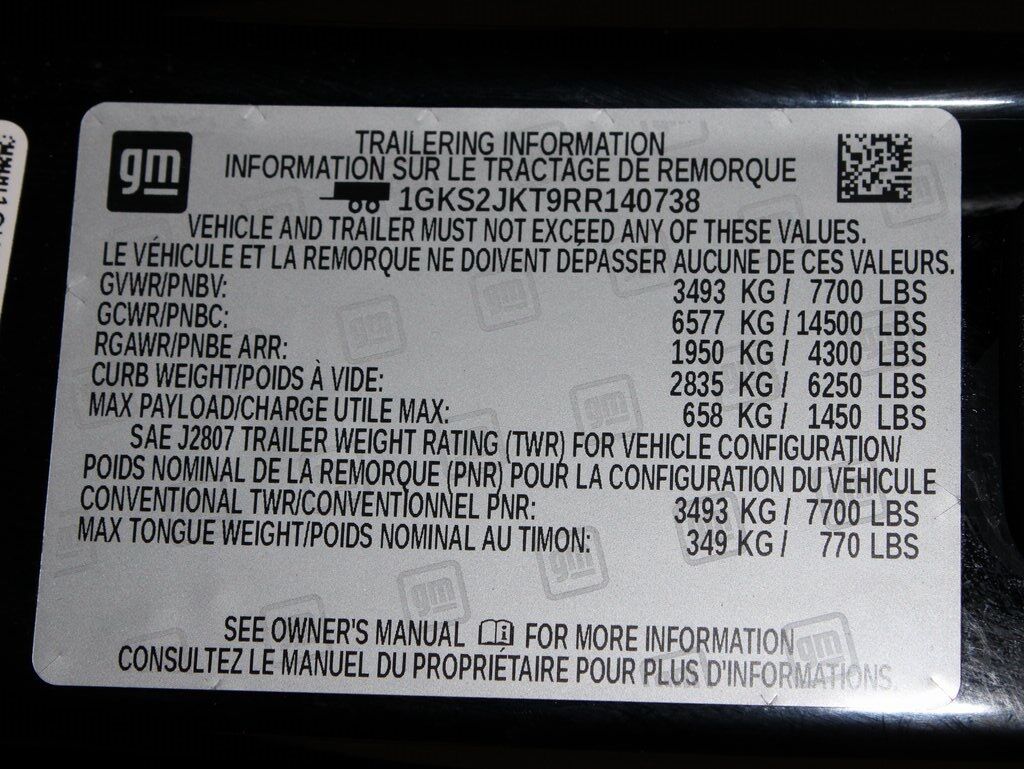 gm
TRAILERING INFORMATION
INFORMATION SUR LE TRACTAGE DE REMORQUE
1GKS2JKT9RR140738
VEHICLE AND TRAILER MUST NOT EXCEED ANY OF THESE VALUES.
LE VÉHICULE ET LA REMORQUE NE DOIVENT DÉPASSER AUCUNE DE CES VALEURS.
GVWR/PNBV: 3493 KG / 7700 LBS
GCWR/PNBC: 6577 KG / 14500 LBS
RGAWR/PNBE ARR: 1950 KG / 4300 LBS
CURB WEIGHT/POIDS À VIDE: 2835 KG / 6250 LBS
MAX PAYLOAD/CHARGE UTILE MAX: 658 KG / 1450 LBS
SAE J2807 TRAILER WEIGHT RATING (TWR) FOR VEHICLE CONFIGURATION/
POIDS NOMINAL DE LA REMORQUE (PNR) POUR LA CONFIGURATION DU VÉHICULE
CONVENTIONAL TWR/CONVENTIONNEL PNR: 3493 KG / 7700 LBS
MAX TONGUE WEIGHT/POIDS NOMINAL AU TIMON: 349 KG / 770 LBS
SEE OWNER'S MANUAL FOR MORE INFORMATION
CONSULTEZ LE MANUEL DU PROPRIÉTAIRE POUR PLUS D'INFORMATIONS.